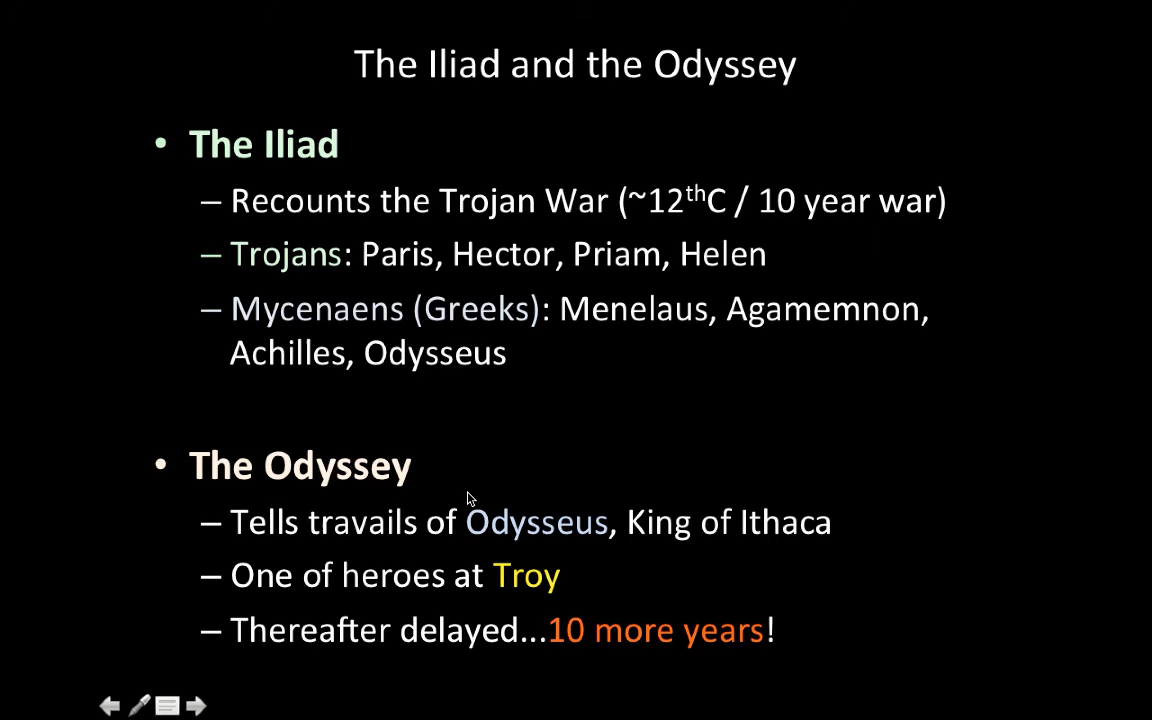 The Iliad and the Odyssey
• The Iliad
– Recounts the Trojan War (~12thC / 10 year war)
– Trojans: Paris, Hector, Priam, Helen
– Mycenaens (Greeks): Menelaus, Agamemnon,
Achilles, Odysseus
• The Odyssey
– Tells travails of Odysseus, King of Ithaca
– One of heroes at Troy
– Thereafter delayed...10 more years!